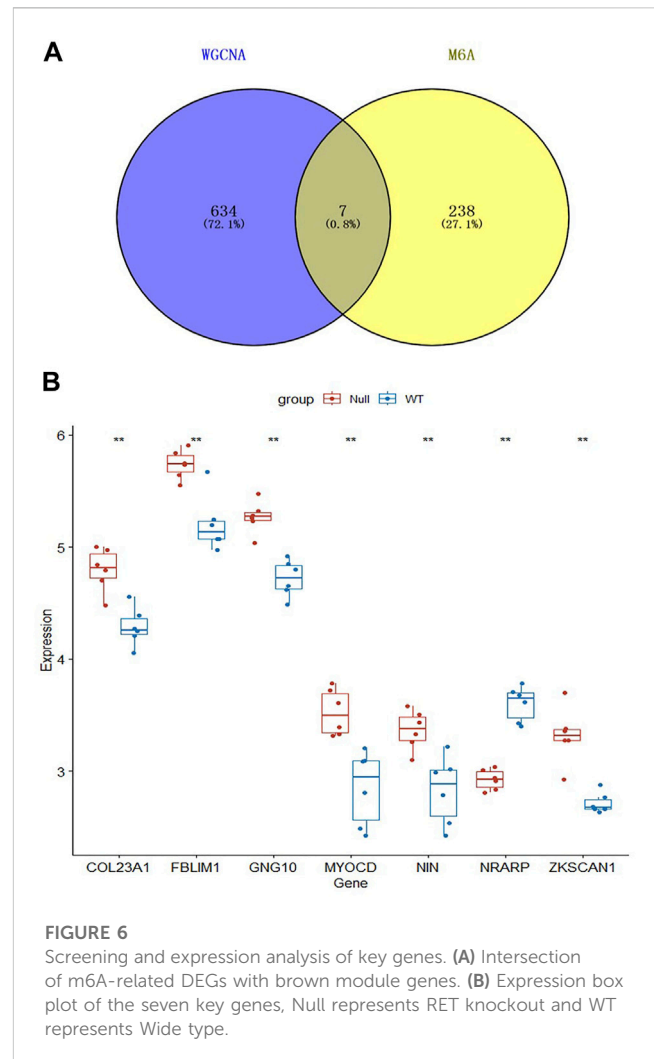 A
WGCNA
M6A
634
(72.1%)
7
(0.8%)
238
(27.1%)
B
group Null WT
** ** ** ** ** ** **
6
5
4
3
Expression
COL23A1 FBLIM1 GNG10 MYOCD NIN NRARP ZKSCAN1
Gene
FIGURE 6
Screening and expression analysis of key genes. (A) Intersection
of m6A-related DEGs with brown module genes. (B) Expression box
plot of the seven key genes, Null represents RET knockout and WT
represents Wide type.